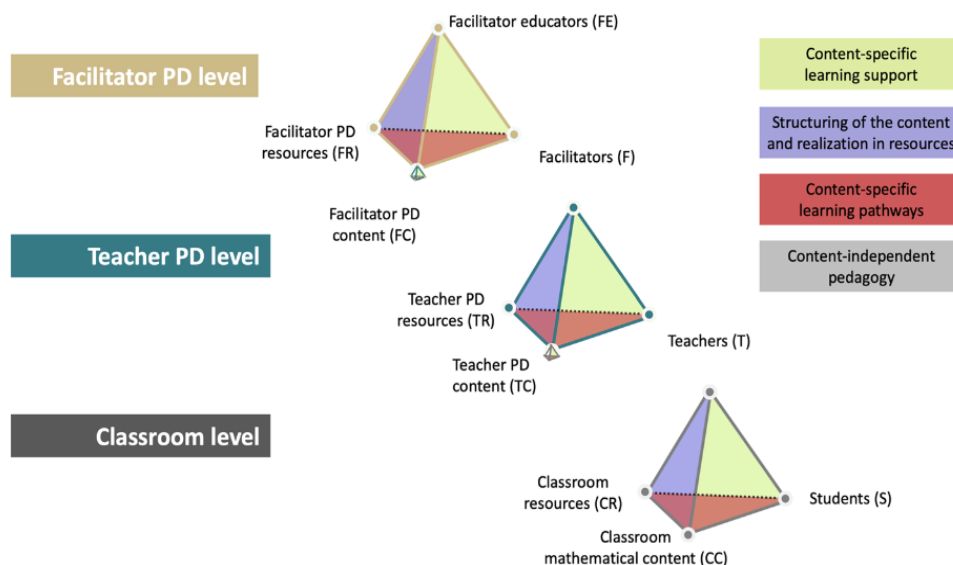 Facilitator educators (FE)
Facilitator PD level
Facilitator PD
resources (FR)
Facilitators (F)
Facilitator PD
content (FC)
Teacher PD level
Teacher PD
resources (TR)
Teachers (T)
Teacher PD
content (TC)
Classroom level
Classroom
resources (CR)
Students (S)
Classroom
mathematical content (CC)
Content-specific
learning support
Structuring of the content
and realization in resources
Content-specific
learning pathways
Content-independent
pedagogy